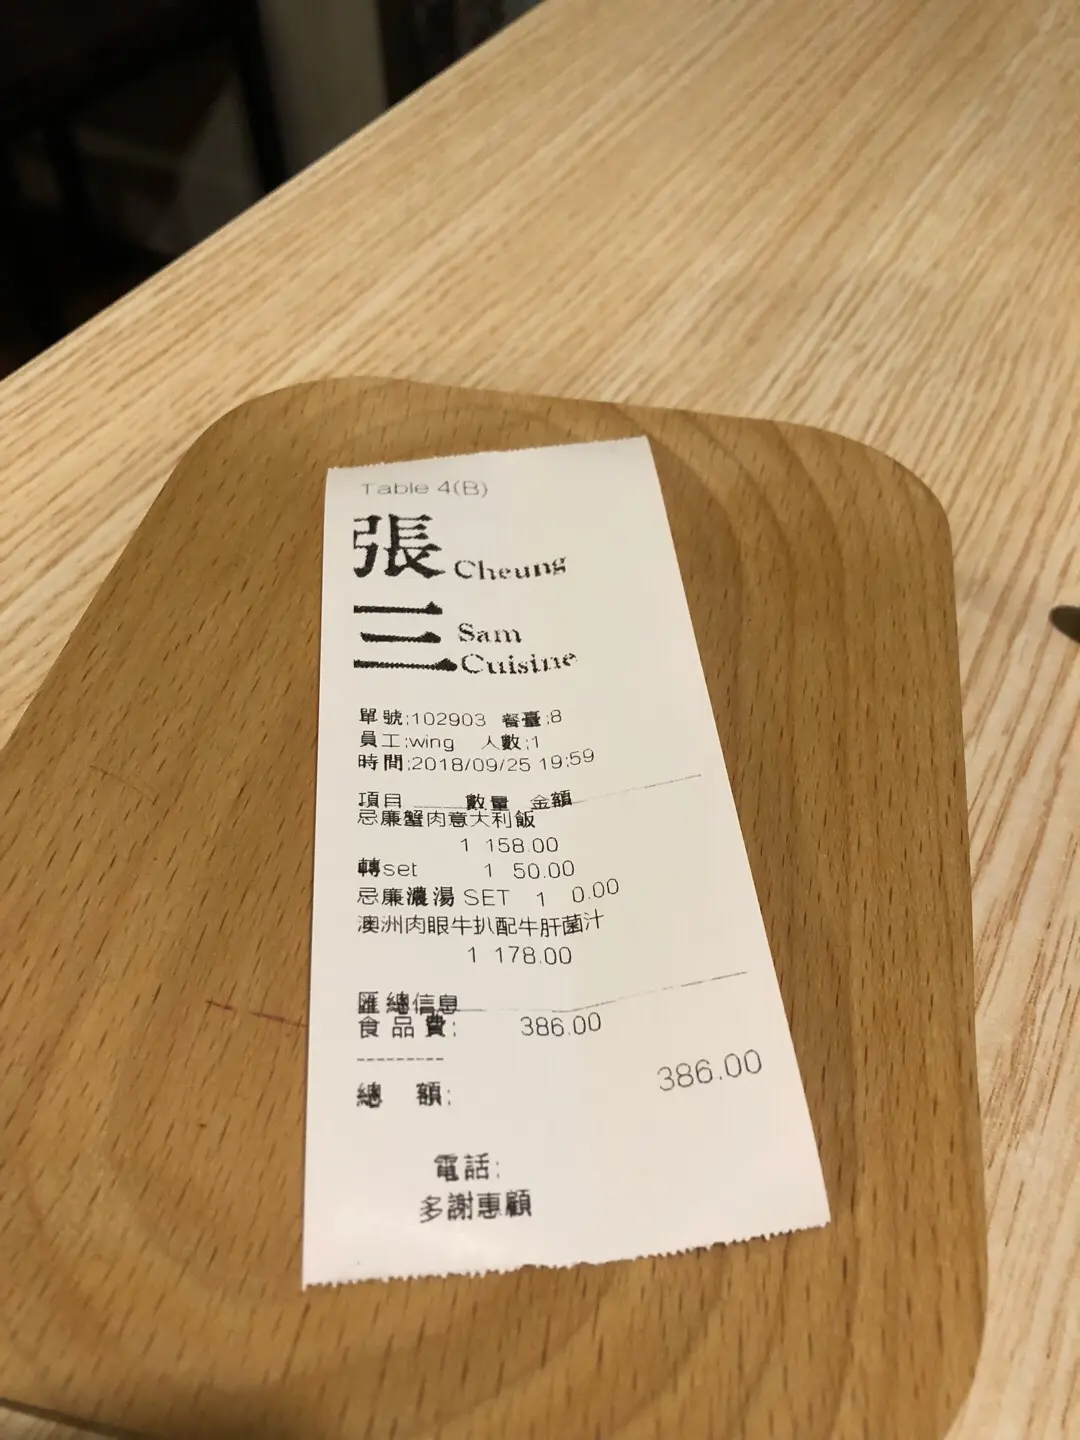 Table 4(B)
張 Cheung
三 Sam
Cuisine
單號:102903 餐臺:8
員工:wing 人數:1
時間:2018/09/25 19:59
項目 數量 金額
忌廉蟹肉意大利飯
1 158.00
轉set 1 50.00
忌廉濃湯 SET 1 0.00
澳洲肉眼牛扒配牛肝菌汁
1 178.00
匯總信息
食品費: 386.00
---------
總 額: 386.00
電話:
多謝惠顧